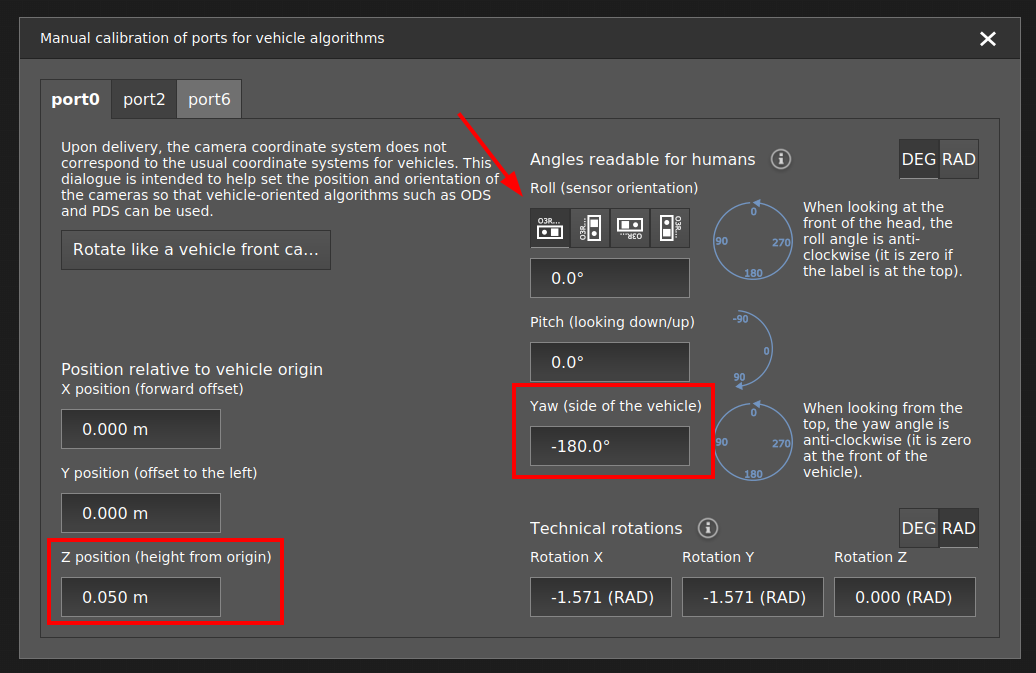 Manual calibration of ports for vehicle algorithms
port0 port2 port6
Upon delivery, the camera coordinate system does not
correspond to the usual coordinate systems for vehicles. This
dialogue is intended to help set the position and orientation of
the cameras so that vehicle-oriented algorithms such as ODS
and PDS can be used.
Rotate like a vehicle front ca...
Position relative to vehicle origin
X position (forward offset)
0.000 m
Y position (offset to the left)
0.000 m
Z position (height from origin)
0.050 m
Angles readable for humans
DEG RAD
Roll (sensor orientation)
O3R... O3R... O3R... O3R...
0.0°
0
90 270
180
When looking at the
front of the head, the
roll angle is anti-
clockwise (it is zero if
the label is at the top).
Pitch (looking down/up)
0.0°
-90
0
90
Yaw (side of the vehicle)
-180.0°
0
90 270
180
When looking from the
top, the yaw angle is
anti-clockwise (it is zero
at the front of the
vehicle).
Technical rotations
DEG RAD
Rotation X Rotation Y Rotation Z
-1.571 (RAD) -1.571 (RAD) 0.000 (RAD)